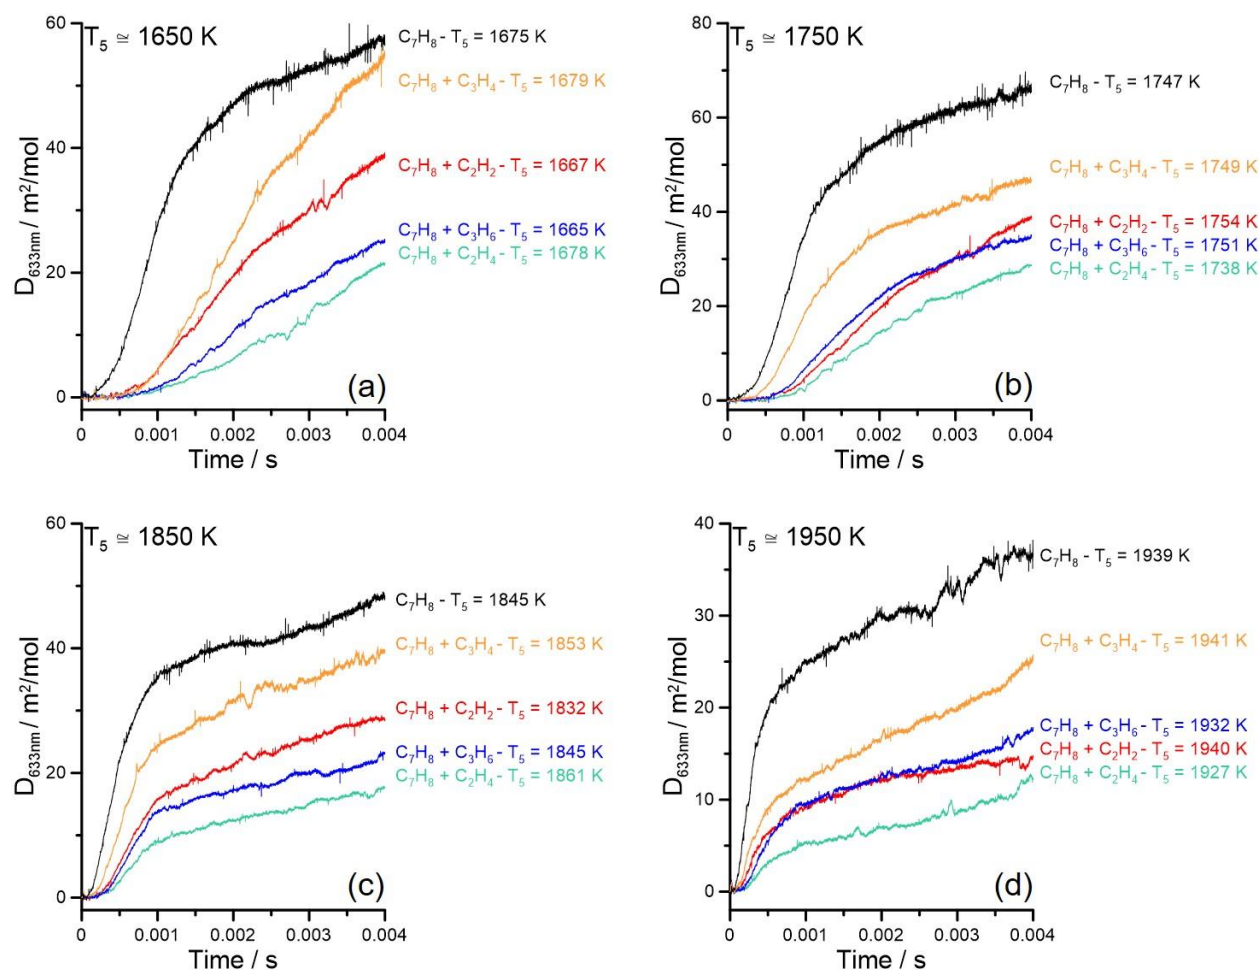 T₅ ≅ 1650 K
C₇H₈ - T₅ = 1675 K
C₇H₈ + C₃H₄ - T₅ = 1679 K
C₇H₈ + C₂H₂ - T₅ = 1667 K
C₇H₈ + C₃H₆ - T₅ = 1665 K
C₇H₈ + C₂H₄ - T₅ = 1678 K
D₆₃₃ₙₘ / m²/mol
60
40
20
0
(a)
0 0.001 0.002 0.003 0.004
Time / s
T₅ ≅ 1750 K
C₇H₈ - T₅ = 1747 K
C₇H₈ + C₃H₄ - T₅ = 1749 K
C₇H₈ + C₂H₂ - T₅ = 1754 K
C₇H₈ + C₃H₆ - T₅ = 1751 K
C₇H₈ + C₂H₄ - T₅ = 1738 K
D₆₃₃ₙₘ / m²/mol
80
60
40
20
0
(b)
0 0.001 0.002 0.003 0.004
Time / s
T₅ ≅ 1850 K
C₇H₈ - T₅ = 1845 K
C₇H₈ + C₃H₄ - T₅ = 1853 K
C₇H₈ + C₂H₂ - T₅ = 1832 K
C₇H₈ + C₃H₆ - T₅ = 1845 K
C₇H₈ + C₂H₄ - T₅ = 1861 K
D₆₃₃ₙₘ / m²/mol
60
40
20
0
(c)
0 0.001 0.002 0.003 0.004
Time / s
T₅ ≅ 1950 K
C₇H₈ - T₅ = 1939 K
C₇H₈ + C₃H₄ - T₅ = 1941 K
C₇H₈ + C₃H₆ - T₅ = 1932 K
C₇H₈ + C₂H₂ - T₅ = 1940 K
C₇H₈ + C₂H₄ - T₅ = 1927 K
D₆₃₃ₙₘ / m²/mol
40
30
20
10
0
(d)
0 0.001 0.002 0.003 0.004
Time / s